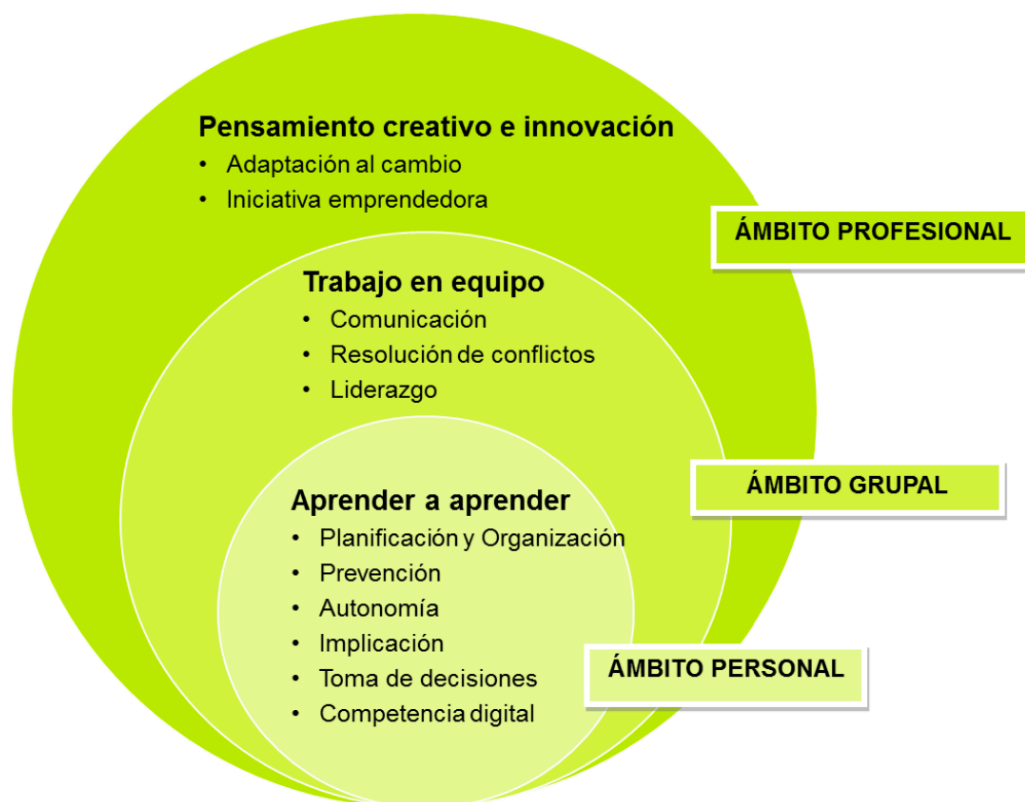 Pensamiento creativo e innovación
• Adaptación al cambio
• Iniciativa emprendedora
ÁMBITO PROFESIONAL
Trabajo en equipo
• Comunicación
• Resolución de conflictos
• Liderazgo
ÁMBITO GRUPAL
Aprender a aprender
• Planificación y Organización
• Prevención
• Autonomía
• Implicación
• Toma de decisiones
• Competencia digital
ÁMBITO PERSONAL